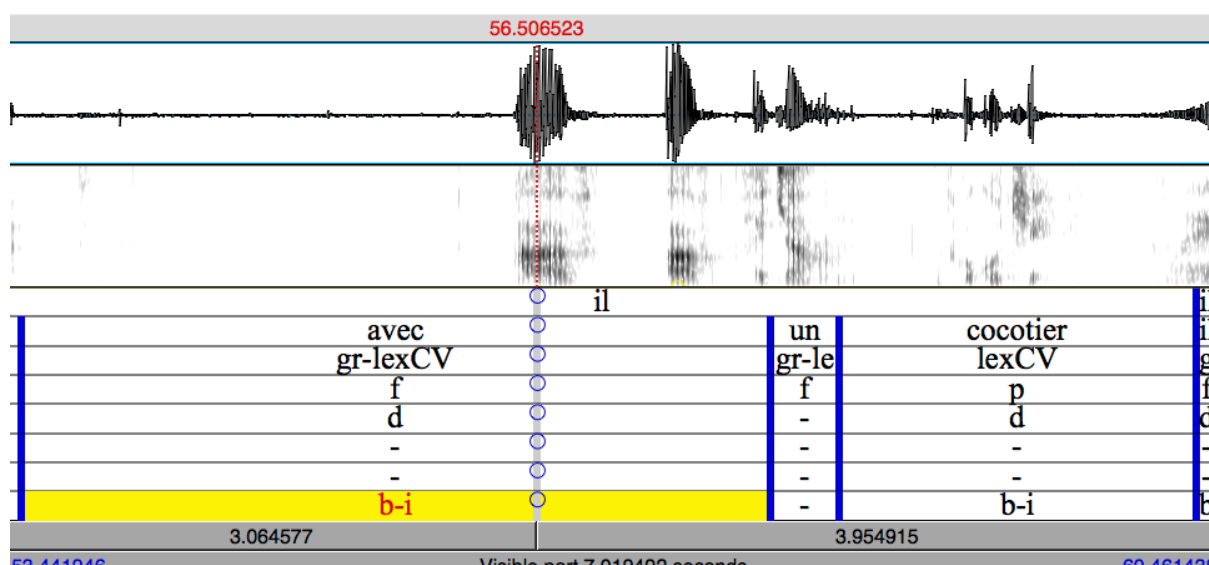 56.506523
il
avec un cocotier
gr-lexCV gr-le lexCV
f f p
d - d
- - -
- - -
b-i - b-i
3.064577 3.954915